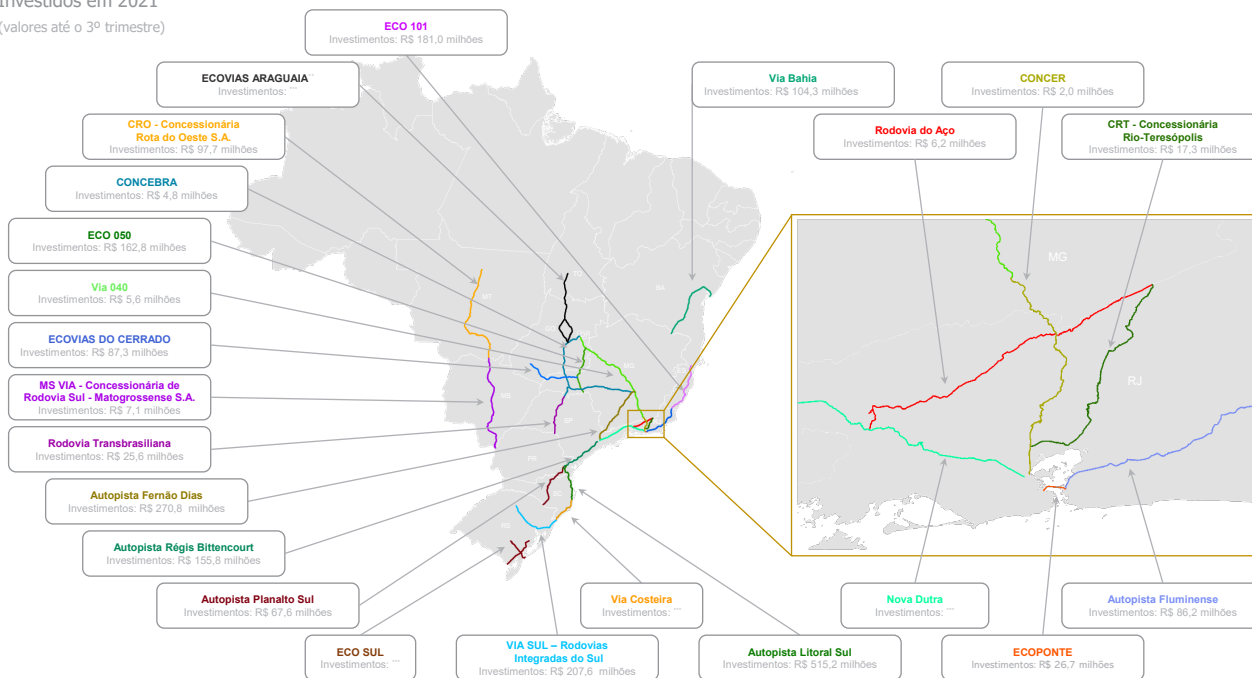 Investidos em 2021
(valores até o 3º trimestre)
ECO 101
Investimentos: R$ 181,0 milhões
ECOVIAS ARAGUAIA
Investimentos:
Via Bahia
Investimentos: R$ 104,3 milhões
CONCER
Investimentos: R$ 2,0 milhões
CRO - Concessionária
Rota do Oeste S.A.
Investimentos: R$ 97,7 milhões
Rodovia do Aço
Investimentos: R$ 6,2 milhões
CRT - Concessionária
Rio-Teresópolis
Investimentos: R$ 17,3 milhões
CONCEBRA
Investimentos: R$ 4,8 milhões
ECO 050
Investimentos: R$ 162,8 milhões
Via 040
Investimentos: R$ 5,6 milhões
ECOVIAS DO CERRADO
Investimentos: R$ 87,3 milhões
MS VIA - Concessionária de
Rodovia Sul - Matogrossense S.A.
Investimentos: R$ 7,1 milhões
Rodovia Transbrasiliana
Investimentos: R$ 25,6 milhões
Autopista Fernão Dias
Investimentos: R$ 270,8 milhões
Autopista Régis Bittencourt
Investimentos: R$ 155,8 milhões
Autopista Planalto Sul
Investimentos: R$ 67,6 milhões
ECO SUL
Investimentos:
VIA SUL – Rodovias
Integradas do Sul
Investimentos: R$ 207,6 milhões
Via Costeira
Investimentos:
Autopista Litoral Sul
Investimentos: R$ 515,2 milhões
Nova Dutra
Investimentos:
ECOPONTE
Investimentos: R$ 26,7 milhões
Autopista Fluminense
Investimentos: R$ 86,2 milhões
MG
RJ
TO
BA
MT
MG
MS
SP
PR
RS